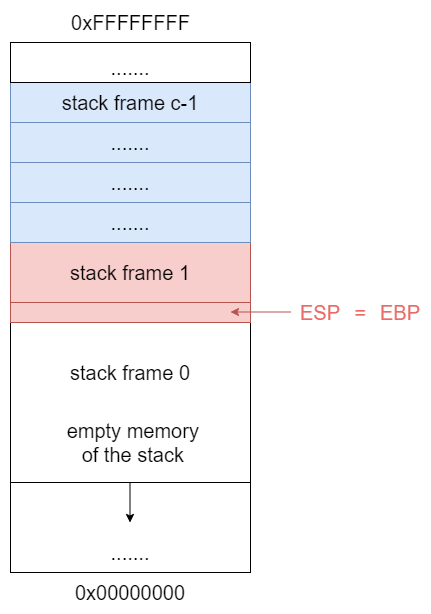 0xFFFFFFFF
.......
stack frame c-1
.......
.......
.......
stack frame 1
ESP = EBP
stack frame 0
empty memory
of the stack
.......
0x00000000